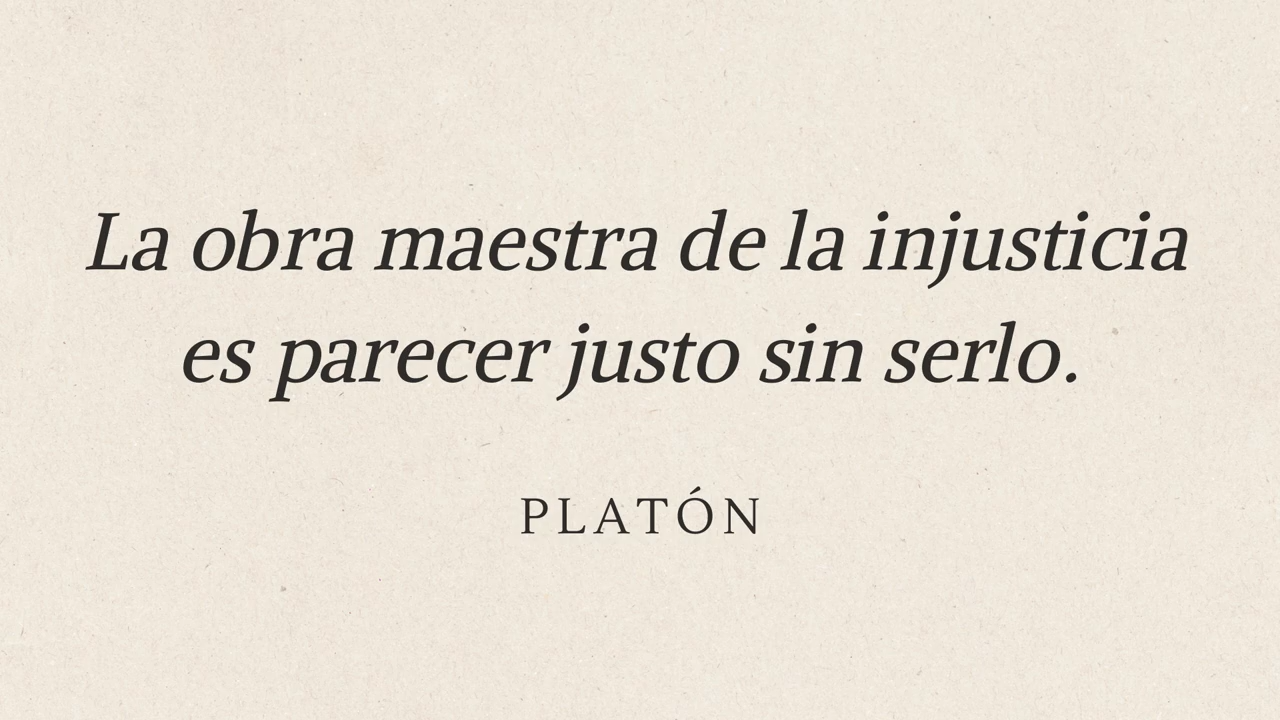 La obra maestra de la injusticia
es parecer justo sin serlo.
PLATÓN